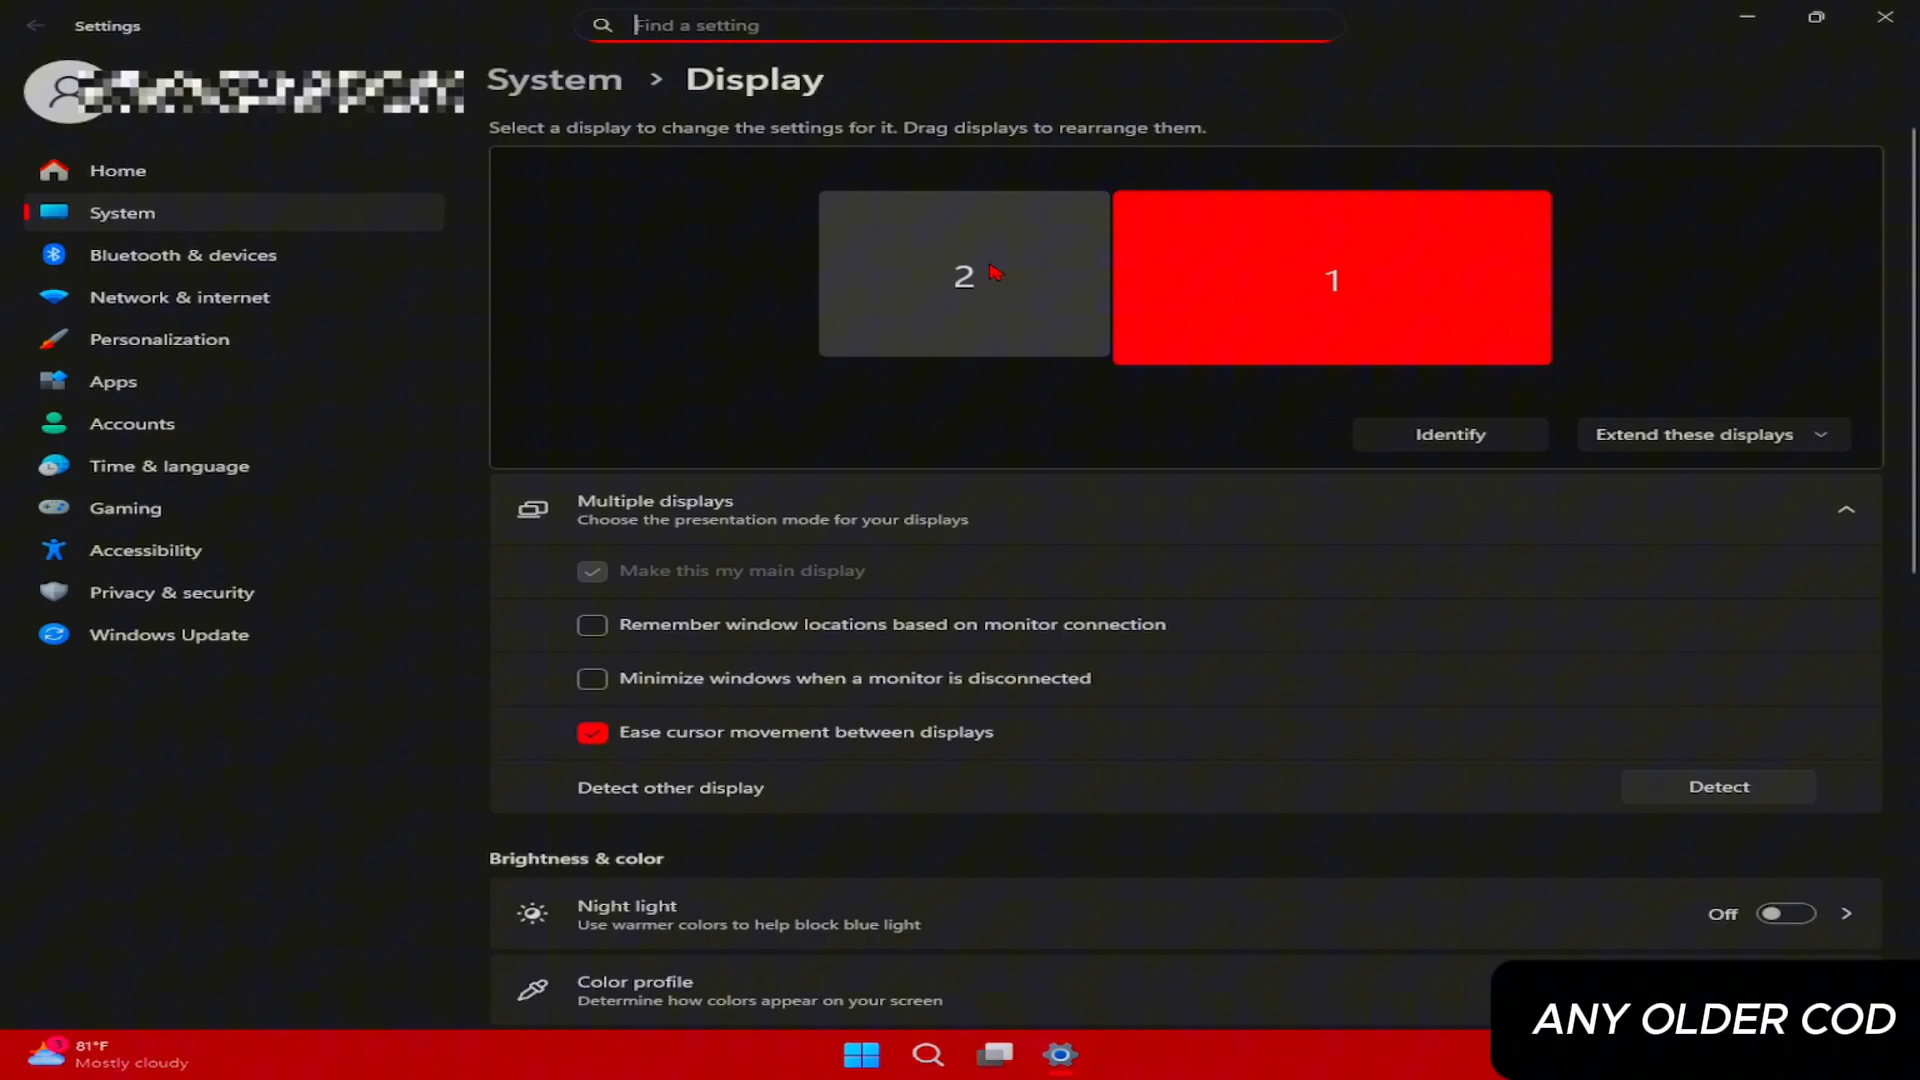 Settings
Find a setting
System > Display
Select a display to change the settings for it. Drag displays to rearrange them.
Home
System
Bluetooth & devices
Network & internet
Personalization
Apps
Accounts
Time & language
Gaming
Accessibility
Privacy & security
Windows Update
2
1
Identify
Extend these displays
Multiple displays
Choose the presentation mode for your displays
Make this my main display
Remember window locations based on monitor connection
Minimize windows when a monitor is disconnected
Ease cursor movement between displays
Detect other display
Detect
Brightness & color
Night light
Use warmer colors to help block blue light
Off
Color profile
Determine how colors appear on your screen
ANY OLDER COD
3
81°F
Mostly cloudy